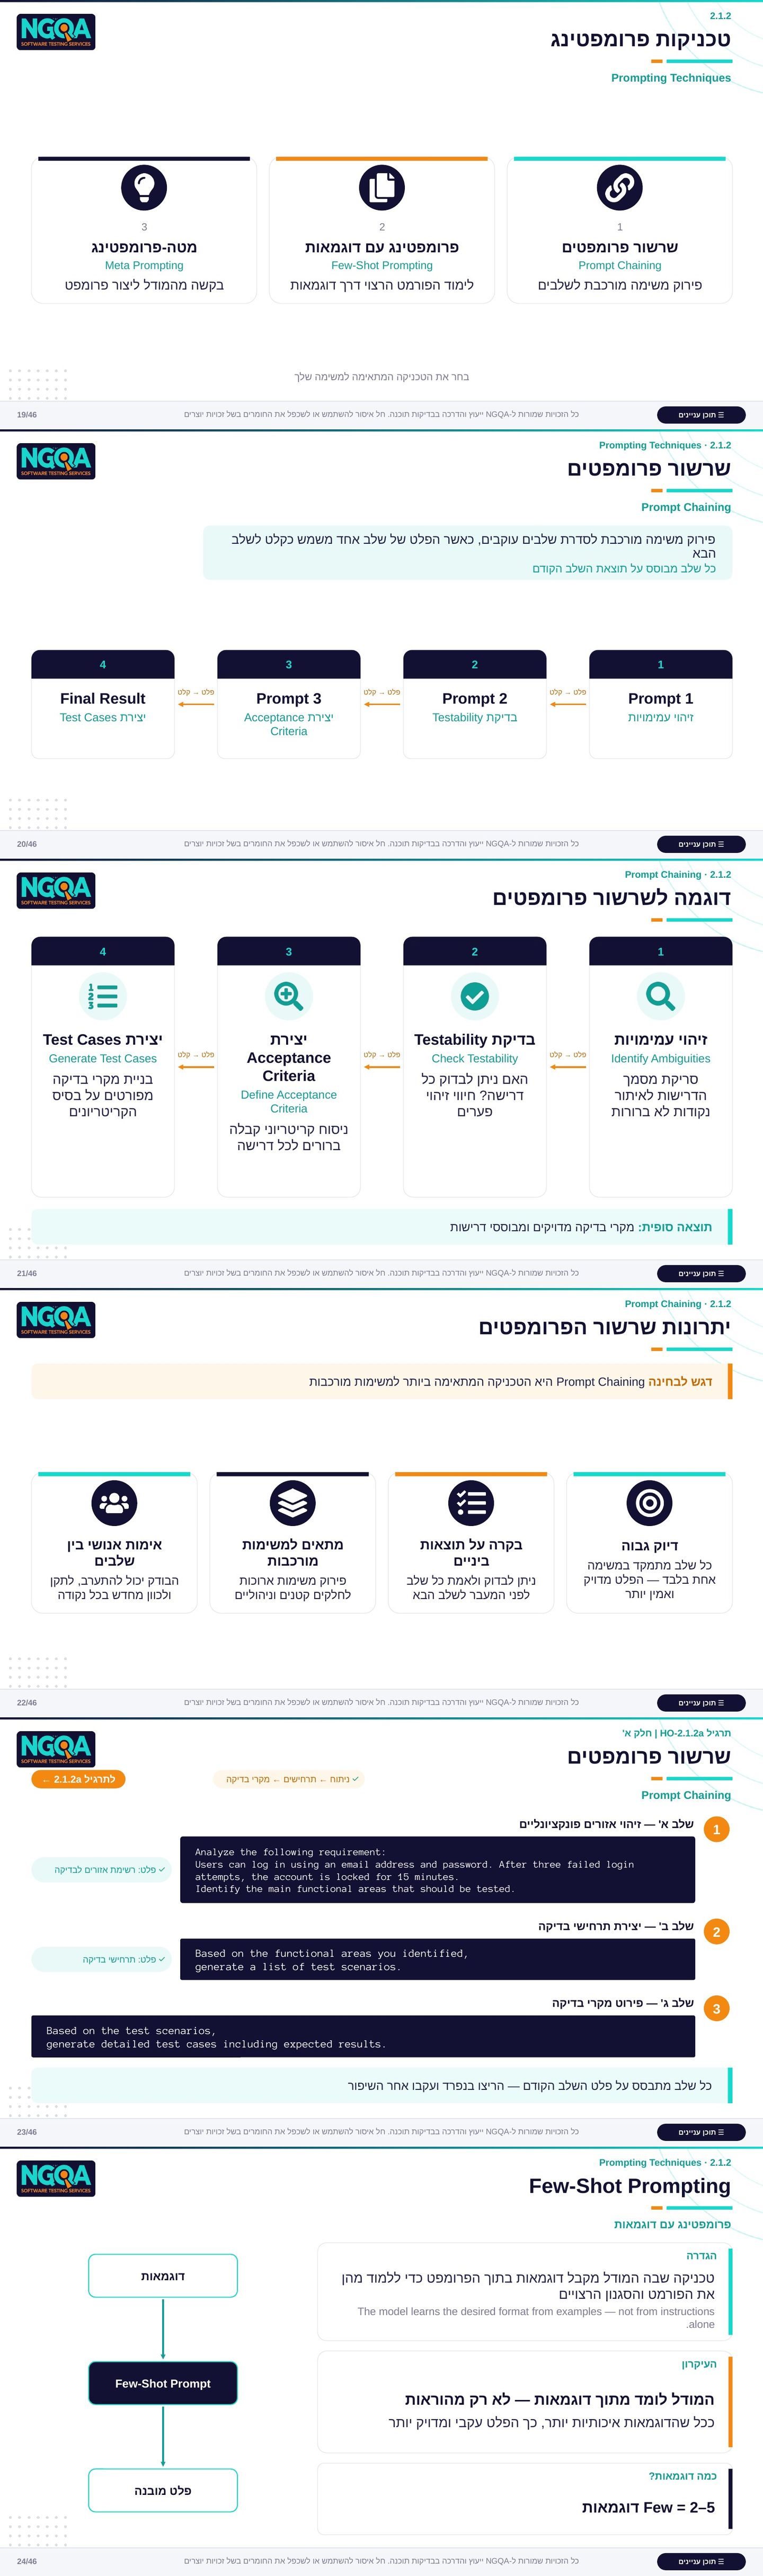 2.1.2
NGQA
SOFTWARE TESTING SERVICES
טכניקות פרומפטינג
Prompting Techniques
1
שרשור פרומפטים
Prompt Chaining
פירוק משימה מורכבת לשלבים
2
פרומפטינג עם דוגמאות
Few-Shot Prompting
לימוד הפורמט הרצוי דרך דוגמאות
3
מטה-פרומפטינג
Meta Prompting
בקשה מהמודל ליצור פרומפט
בחר את הטכניקה המתאימה למשימה שלך
☰ תוכן עניינים
כל הזכויות שמורות ל-NGQA ייעוץ והדרכה בבדיקות תוכנה. חל איסור להשתמש או לשכפל את החומרים בשל זכויות יוצרים
19/46
Prompting Techniques · 2.1.2
NGQA
SOFTWARE TESTING SERVICES
שרשור פרומפטים
Prompt Chaining
פירוק משימה מורכבת לסדרת שלבים עוקבים, כאשר הפלט של שלב אחד משמש כקלט לשלב
הבא
כל שלב מבוסס על תוצאת השלב הקודם
1
Prompt 1
זיהוי עמימויות
פלט → קלט
2
Prompt 2
בדיקת Testability
פלט → קלט
3
Prompt 3
יצירת Acceptance
Criteria
פלט → קלט
4
Final Result
יצירת Test Cases
☰ תוכן עניינים
כל הזכויות שמורות ל-NGQA ייעוץ והדרכה בבדיקות תוכנה. חל איסור להשתמש או לשכפל את החומרים בשל זכויות יוצרים
20/46
Prompt Chaining · 2.1.2
NGQA
SOFTWARE TESTING SERVICES
דוגמה לשרשור פרומפטים
1
זיהוי עמימויות
Identify Ambiguities
סריקת מסמך
הדרישות לאיתור
נקודות לא ברורות
פלט → קלט
2
בדיקת Testability
Check Testability
האם ניתן לבדוק כל
דרישה? חיווי זיהוי
פערים
פלט → קלט
3
יצירת
Acceptance
Criteria
Define Acceptance
Criteria
ניסוח קריטריוני קבלה
ברורים לכל דרישה
פלט → קלט
4
יצירת Test Cases
Generate Test Cases
בניית מקרי בדיקה
מפורטים על בסיס
הקריטריונים
תוצאה סופית: מקרי בדיקה מדויקים ומבוססי דרישות
☰ תוכן עניינים
כל הזכויות שמורות ל-NGQA ייעוץ והדרכה בבדיקות תוכנה. חל איסור להשתמש או לשכפל את החומרים בשל זכויות יוצרים
21/46
Prompt Chaining · 2.1.2
NGQA
SOFTWARE TESTING SERVICES
יתרונות שרשור הפרומפטים
דגש לבחינה Prompt Chaining היא הטכניקה המתאימה ביותר למשימות מורכבות
דיוק גבוה
כל שלב מתמקד במשימה
אחת בלבד — הפלט מדויק
ואמין יותר
בקרה על תוצאות
ביניים
ניתן לבדוק ולאמת כל שלב
לפני המעבר לשלב הבא
מתאים למשימות
מורכבות
פירוק משימות ארוכות
לחלקים קטנים וניהוליים
אימות אנושי בין
שלבים
הבודק יכול להתערב, לתקן
ולכוון מחדש בכל נקודה
☰ תוכן עניינים
כל הזכויות שמורות ל-NGQA ייעוץ והדרכה בבדיקות תוכנה. חל איסור להשתמש או לשכפל את החומרים בשל זכויות יוצרים
22/46
תרגיל HO-2.1.2a | חלק א'
NGQA
SOFTWARE TESTING SERVICES
שרשור פרומפטים
Prompt Chaining
✓ ניתוח ← תרחישים ← מקרי בדיקה
לתרגיל 2.1.2a ←
1
שלב א' — זיהוי אזורים פונקציונליים
Analyze the following requirement:
Users can log in using an email address and password. After three failed login
attempts, the account is locked for 15 minutes.
Identify the main functional areas that should be tested.
✓ פלט: רשימת אזורים לבדיקה
2
שלב ב' — יצירת תרחישי בדיקה
Based on the functional areas you identified,
generate a list of test scenarios.
✓ פלט: תרחישי בדיקה
3
שלב ג' — פירוט מקרי בדיקה
Based on the test scenarios,
generate detailed test cases including expected results.
כל שלב מתבסס על פלט השלב הקודם — הריצו בנפרד ועקבו אחר השיפור
☰ תוכן עניינים
כל הזכויות שמורות ל-NGQA ייעוץ והדרכה בבדיקות תוכנה. חל איסור להשתמש או לשכפל את החומרים בשל זכויות יוצרים
23/46
Prompting Techniques · 2.1.2
NGQA
SOFTWARE TESTING SERVICES
Few-Shot Prompting
פרומפטינג עם דוגמאות
הגדרה
טכניקה שבה המודל מקבל דוגמאות בתוך הפרומפט כדי ללמוד מהן
את הפורמט והסגנון הרצויים
The model learns the desired format from examples — not from instructions
alone.
העיקרון
המודל לומד מתוך דוגמאות — לא רק מהוראות
ככל שהדוגמאות איכותיות יותר, כך הפלט עקבי ומדויק יותר
כמה דוגמאות?
Few = 2–5 דוגמאות
דוגמאות
Few-Shot Prompt
פלט מובנה
☰ תוכן עניינים
כל הזכויות שמורות ל-NGQA ייעוץ והדרכה בבדיקות תוכנה. חל איסור להשתמש או לשכפל את החומרים בשל זכויות יוצרים
24/46